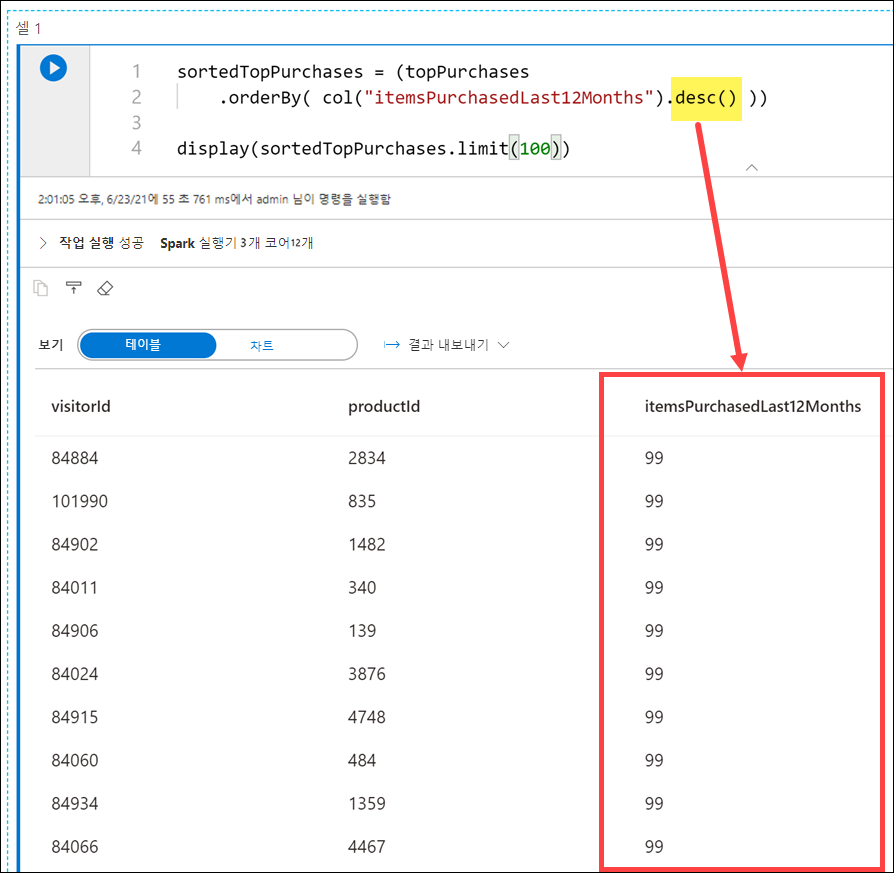 셀 1
1 sortedTopPurchases = (topPurchases
2 .orderBy( col("itemsPurchasedLast12Months").desc() ))
3
4 display(sortedTopPurchases.limit(100))
2:01:05 오후, 6/23/21에 55 초 761 ms에서 admin 님이 명령을 실행함
작업 실행 성공 Spark 실행기 3개 코어12개
보기 테이블 차트 결과 내보내기
visitorId productId itemsPurchasedLast12Months
84884 2834 99
101990 835 99
84902 1482 99
84011 340 99
84906 139 99
84024 3876 99
84915 4748 99
84060 484 99
84934 1359 99
84066 4467 99